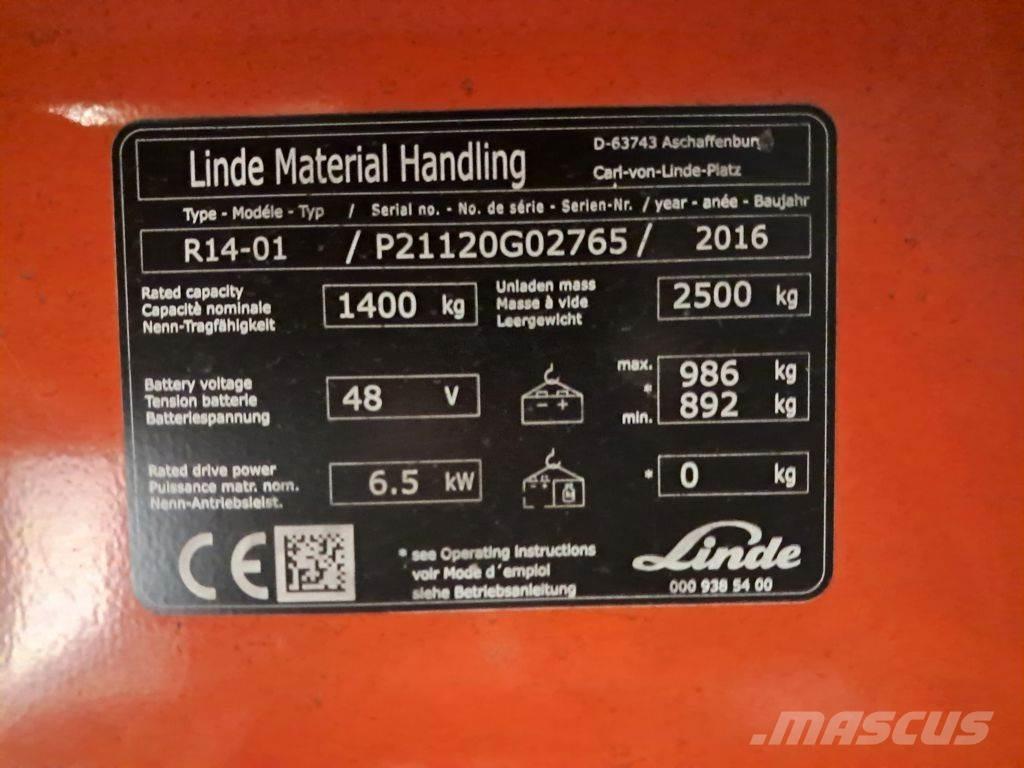 Linde Material Handling
D-63743 Aschaffenburg
Carl-von-Linde-Platz
Type - Modéle - Typ / Serial no. - No. de série - Serien-Nr. / year - anée - Baujahr
R14-01 / P21120G02765 / 2016
Rated capacity
Capacitè nominale
Nenn-Tragfähigkeit
1400 kg
Unladen mass
Masse à vide
Leergewicht
2500 kg
Battery voltage
Tension batterie
Batteriespannung
48 V
- +
max. 986 kg
*
min. 892 kg
Rated drive power
Puissance matr. nom.
Nenn-Antriebsleist.
6.5 kW
* 0 kg
CE
* see Operating Instructions
voir Mode d´emploi
siehe Betriebsanleitung
Linde
000 938 54 00
.MASCUS